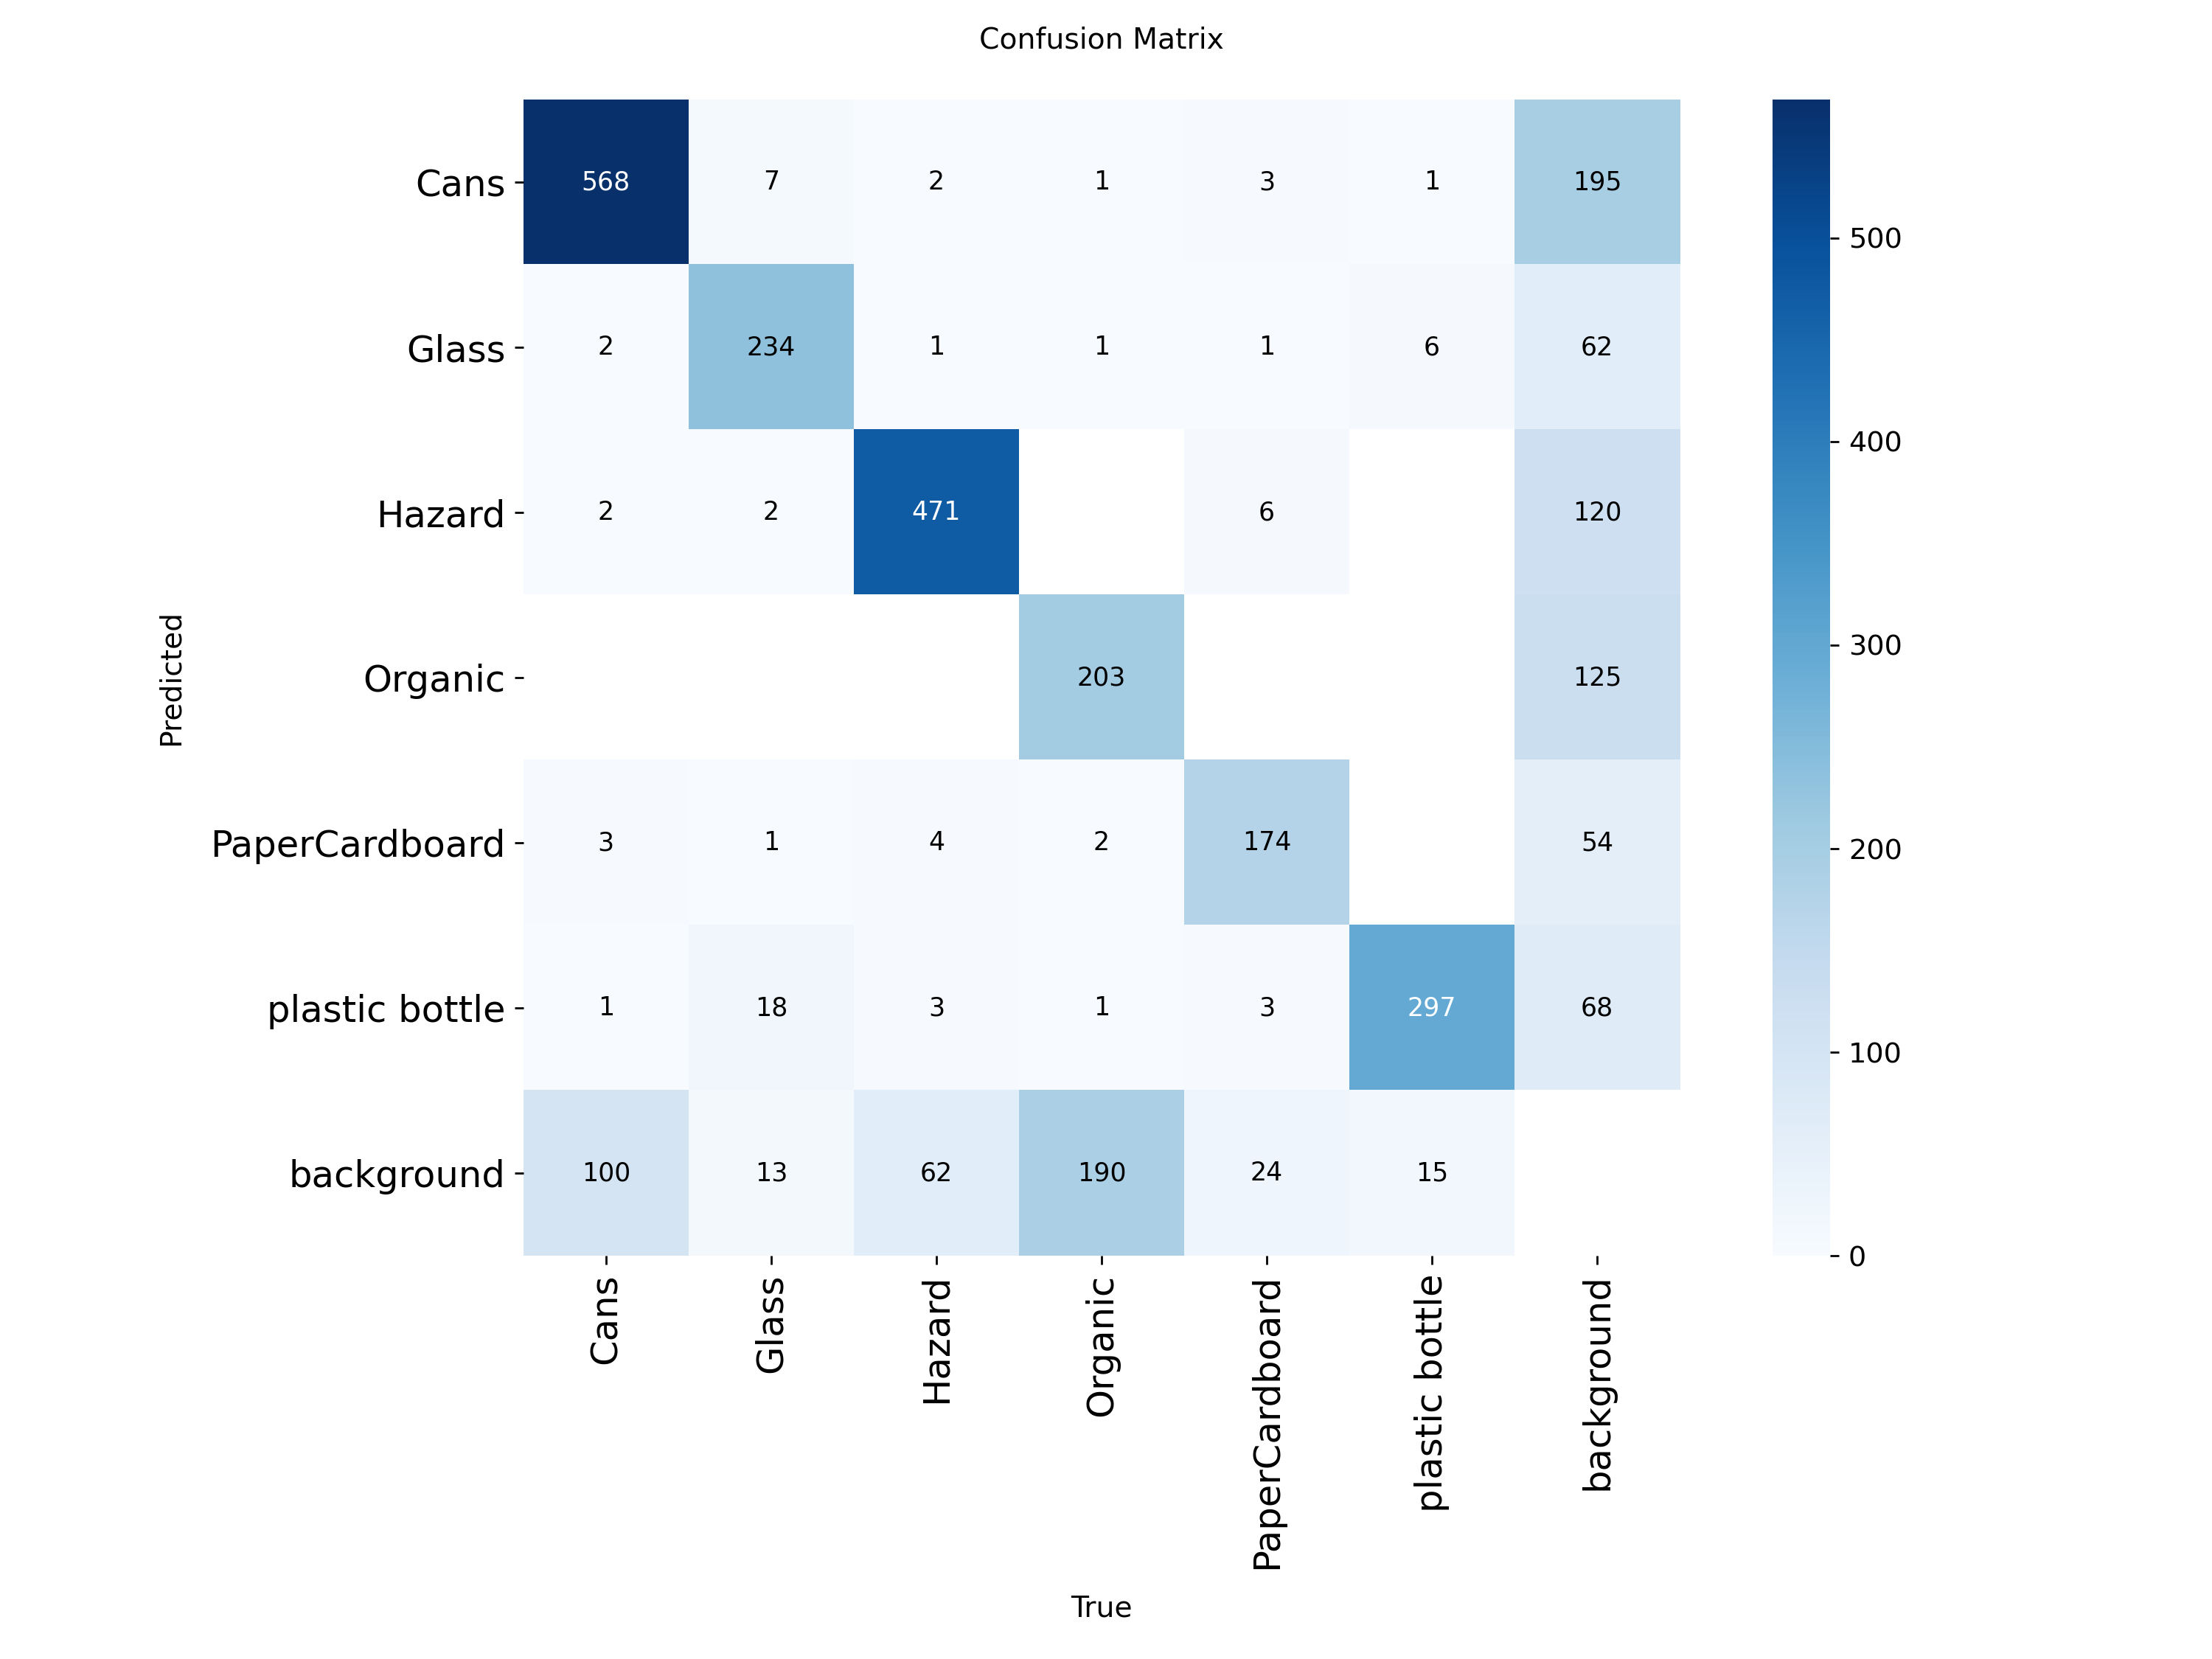 Confusion Matrix
Cans 568 7 2 1 3 1 195
Glass 2 234 1 1 1 6 62
Hazard 2 2 471 6 120
Organic 203 125
PaperCardboard 3 1 4 2 174 54
plastic bottle 1 18 3 1 3 297 68
background 100 13 62 190 24 15
Predicted
Cans Glass Hazard Organic PaperCardboard plastic bottle background
True
500
400
300
200
100
0